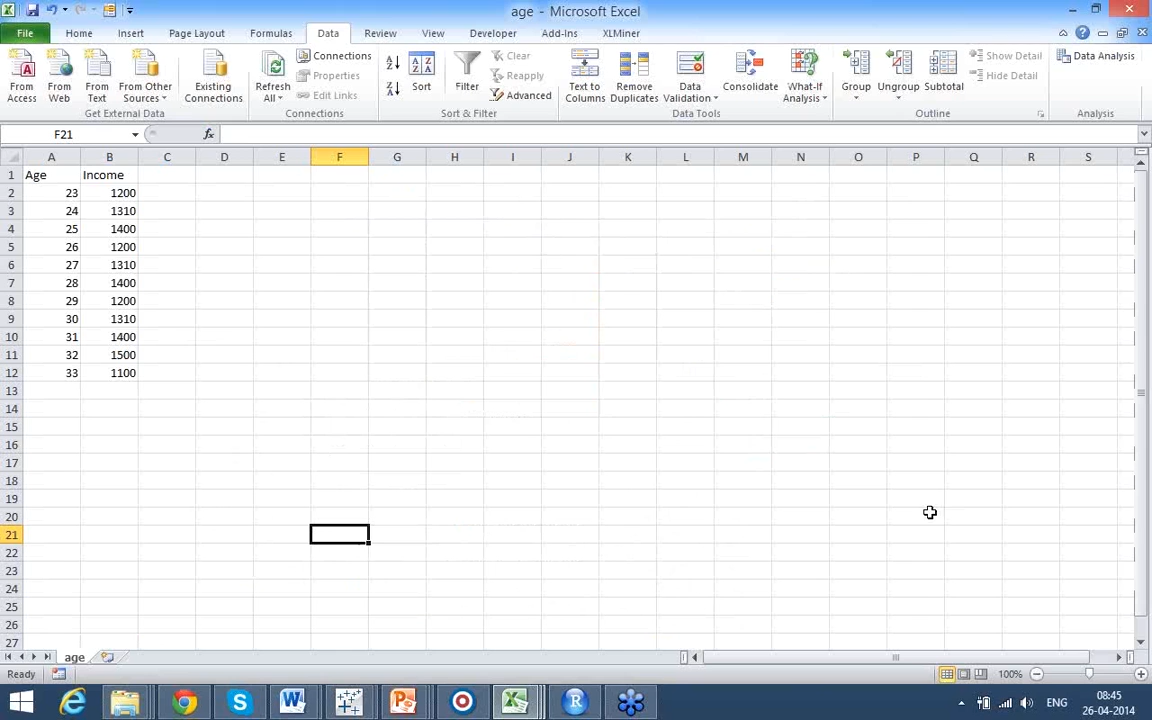 age - Microsoft Excel
File Home Insert Page Layout Formulas Data Review View Developer Add-Ins XLMiner
From Access
From Web
From Text
From Other Sources
Existing Connections
Get External Data
Refresh All
Connections
Properties
Edit Links
Connections
Sort
Filter
Clear
Reapply
Advanced
Sort & Filter
Text to Columns
Remove Duplicates
Data Validation
Consolidate
What-If Analysis
Data Tools
Group
Ungroup
Subtotal
Show Detail
Hide Detail
Outline
Data Analysis
Analysis
F21 fx
A B C D E F G H I J K L M N O P Q R S
1 Age Income
2 23 1200
3 24 1310
4 25 1400
5 26 1200
6 27 1310
7 28 1400
8 29 1200
9 30 1310
10 31 1400
11 32 1500
12 33 1100
13
14
15
16
17
18
19
20
21
22
23
24
25
26
27
age
Ready 100%
ENG 08:45
26-04-2014